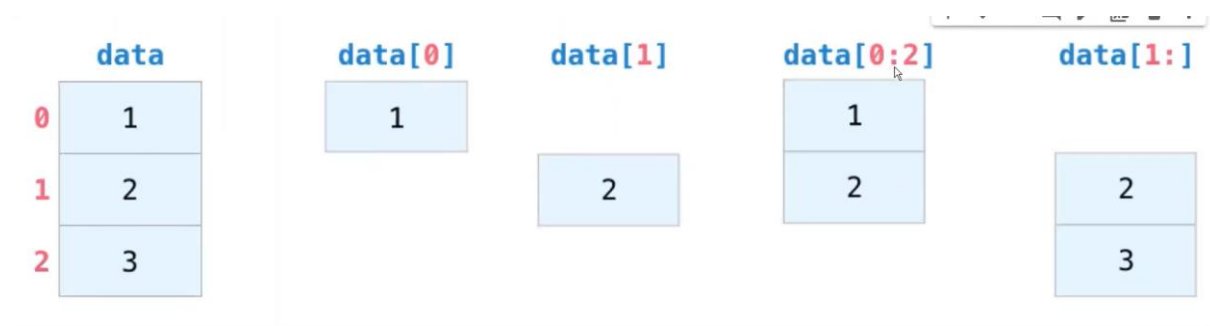 data data[0] data[1] data[0:2] data[1:]
0 1 1 1
1 2 2 2 2
2 3 3